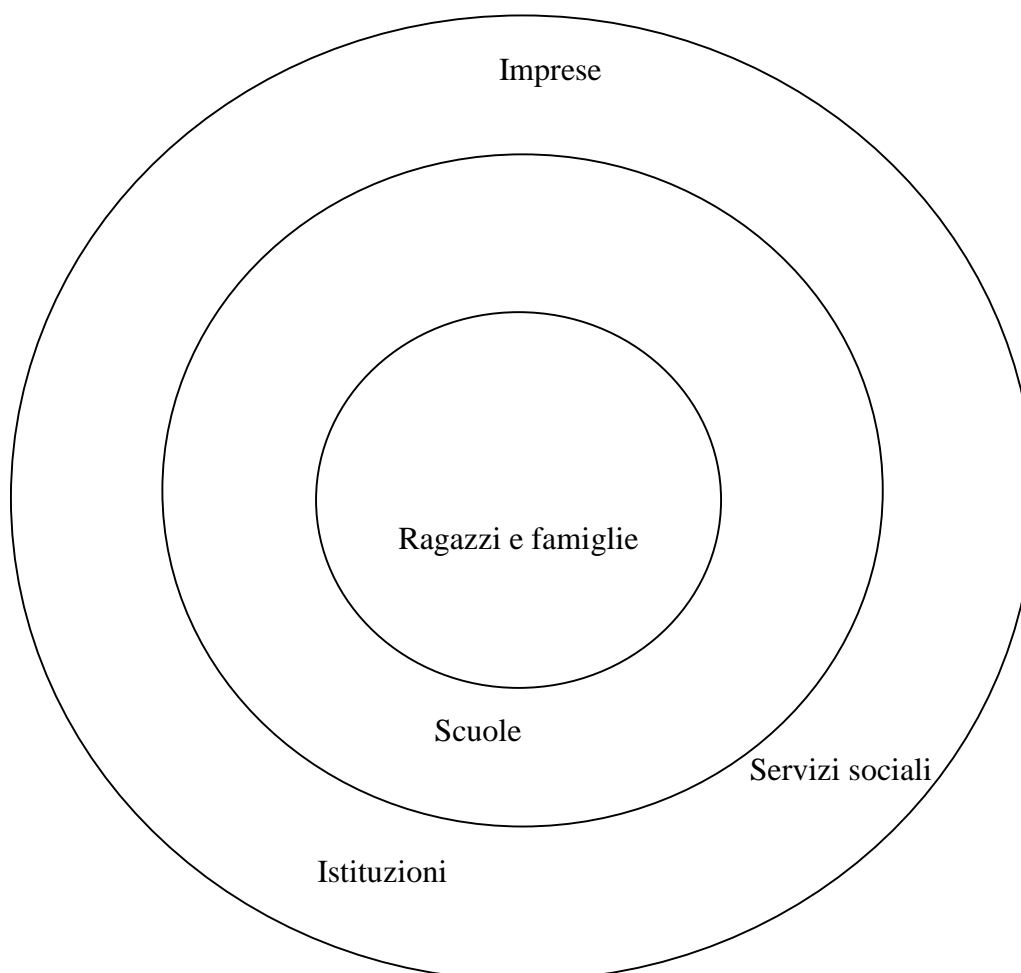 Imprese
Ragazzi e famiglie
Scuole
Servizi sociali
Istituzioni